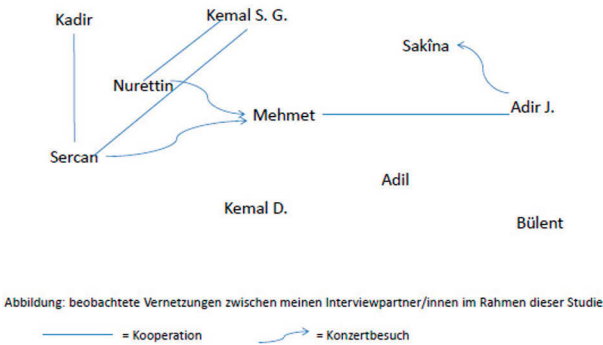 Kadir
Kemal S. G.
Sakîna
Nurettin
Mehmet
Adir J.
Sercan
Adil
Kemal D.
Bülent
Abbildung: beobachtete Vernetzungen zwischen meinen Interviewpartner/innen im Rahmen dieser Studie
= Kooperation
= Konzertbesuch